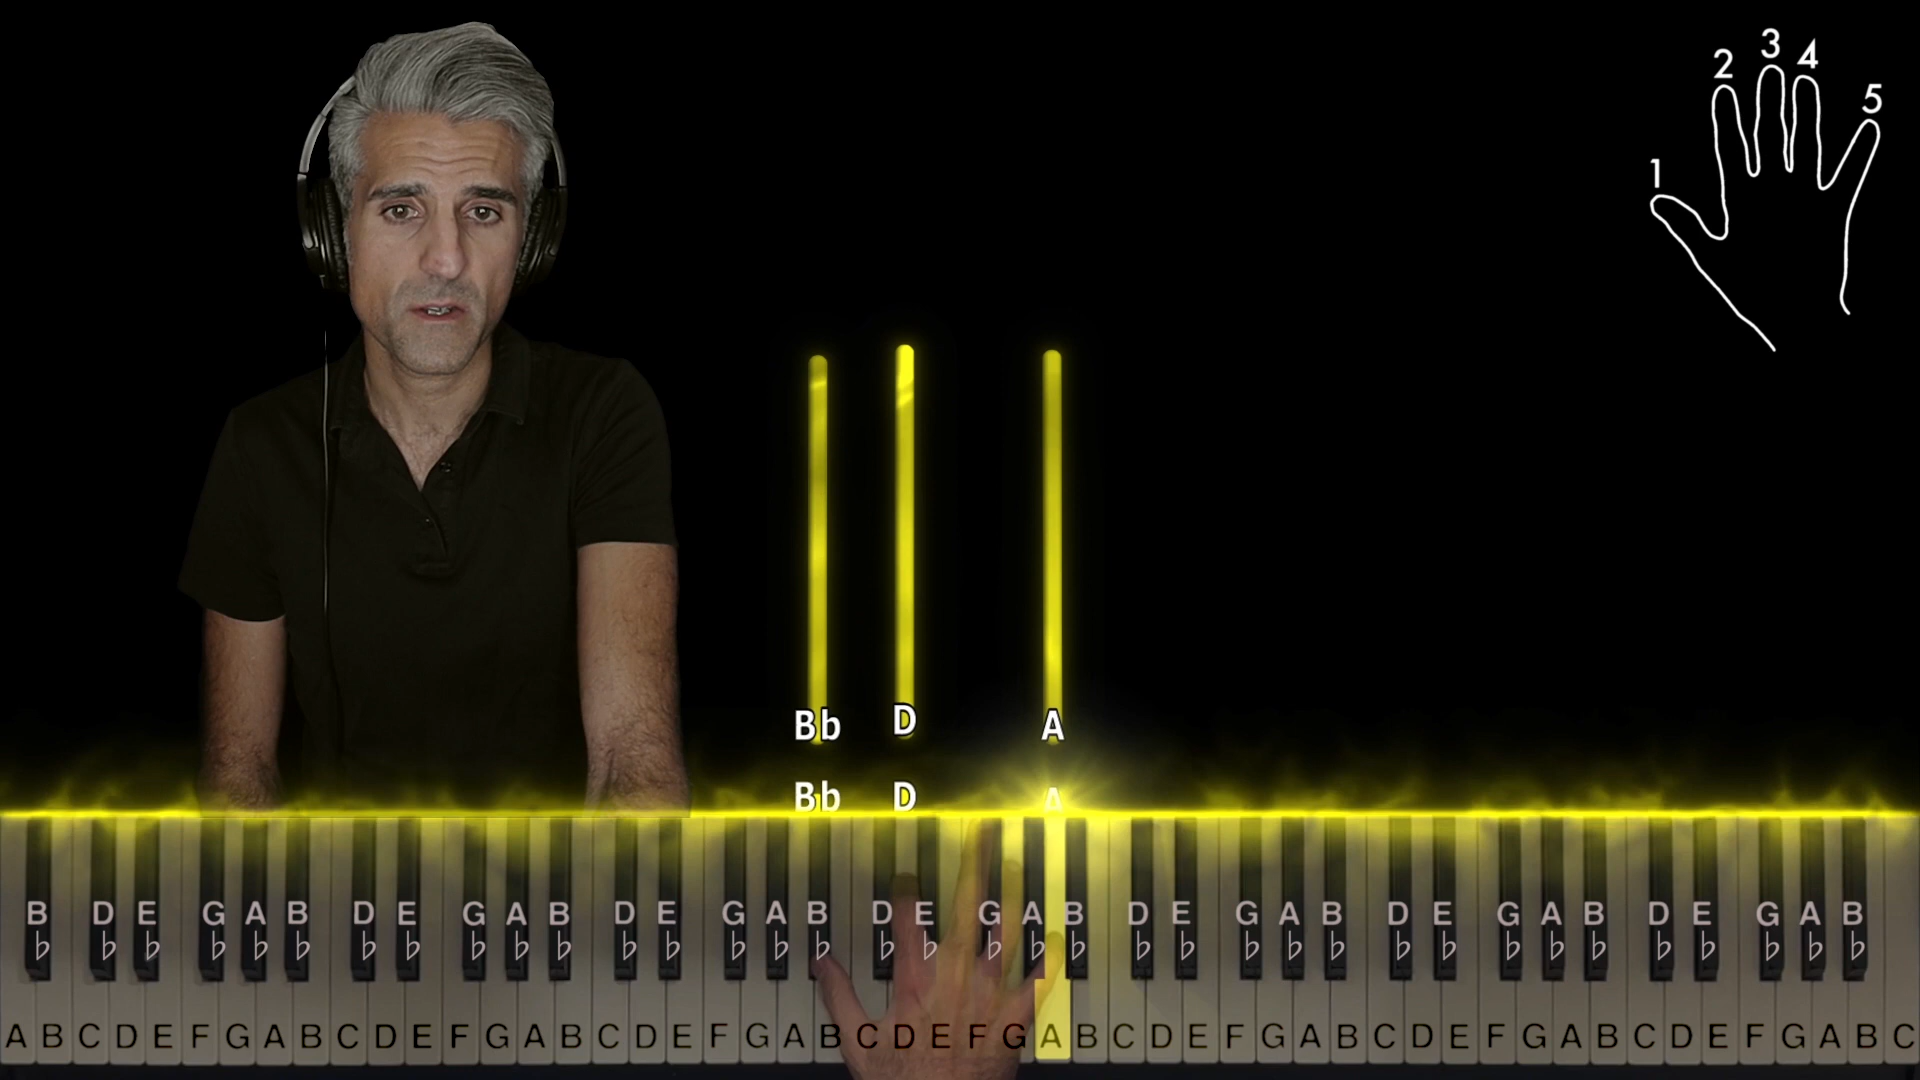 1 2 3 4 5
Bb D A
Bb D A
B D E G A B D E G A B D E G A B D E G A B D E G A B D E G A B D E G A B
♭ ♭ ♭ ♭ ♭ ♭ ♭ ♭ ♭ ♭ ♭ ♭ ♭ ♭ ♭ ♭ ♭ ♭ ♭ ♭ ♭ ♭ ♭ ♭ ♭ ♭ ♭ ♭ ♭ ♭ ♭ ♭ ♭ ♭ ♭ ♭
A B C D E F G A B C D E F G A B C D E F G A B C D E F G A B C D E F G A B C D E F G A B C D E F G A B C